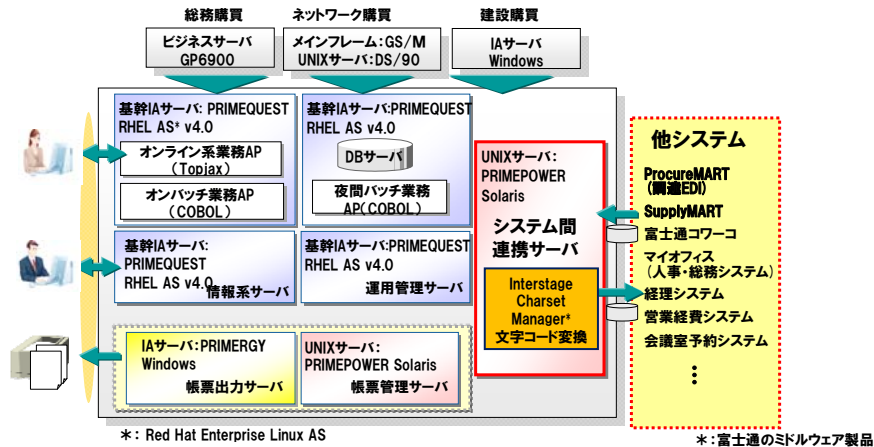 総務購買
ネットワーク購買
建設購買
ビジネスサーバ
GP6900
メインフレーム：GS/M
UNIXサーバ：DS/90
IAサーバ
Windows
基幹IAサーバ: PRIMEQUEST
RHEL AS* v4.0
オンライン系業務AP
(Topjax)
オンバッチ業務AP
(COBOL)
基幹IAサーバ：PRIMEQUEST
RHEL AS v4.0
DBサーバ
夜間バッチ業務
AP(COBOL)
基幹IAサーバ:
PRIMEQUEST
RHEL AS v4.0
情報系サーバ
基幹IAサーバ:PRIMEQUEST
RHEL AS v4.0
運用管理サーバ
IAサーバ：PRIMERGY
Windows
帳票出力サーバ
UNIXサーバ：
PRIMEPOWER Solaris
帳票管理サーバ
UNIXサーバ：
PRIMEPOWER
Solaris
システム間
連携サーバ
Interstage
Charset
Manager*
文字コード変換
他システム
ProcureMART
(調達EDI)
SupplyMART
富士通コワーコ
マイオフィス
(人事・総務システム)
経理システム
営業経費システム
会議室予約システム
⋮
＊： Red Hat Enterprise Linux AS
＊：富士通のミドルウェア製品